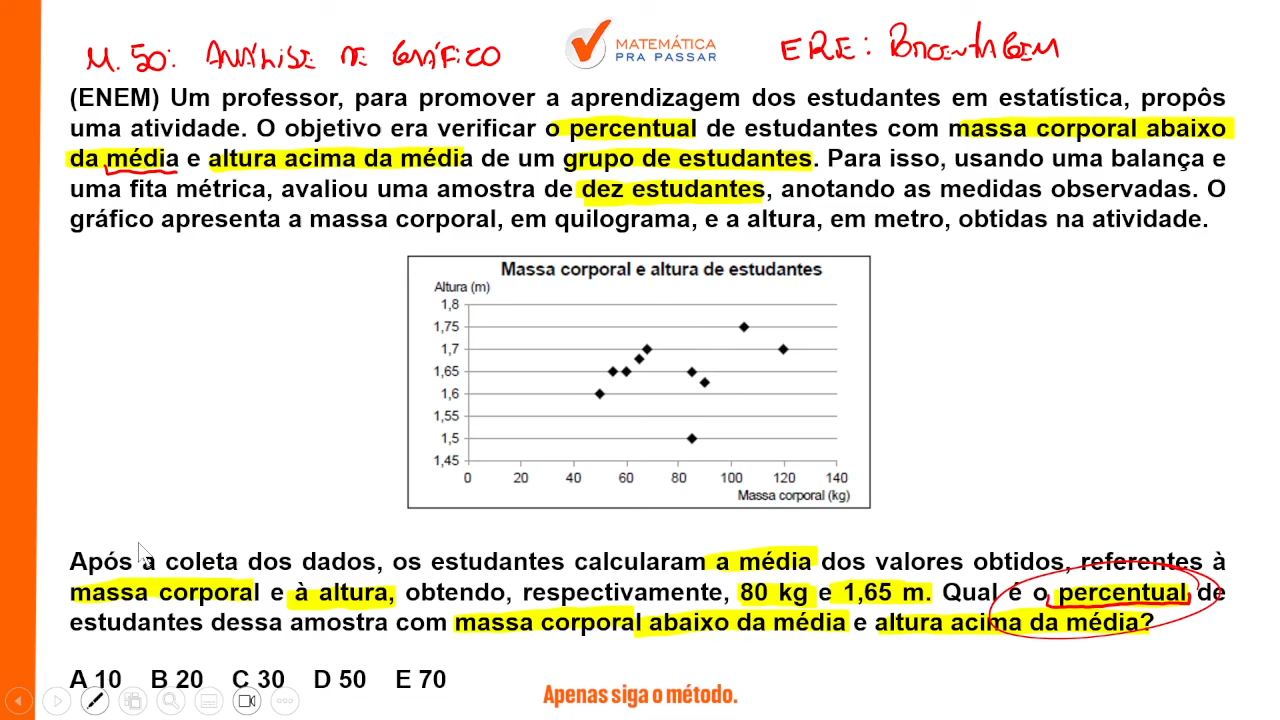 M.50: ANÁLISE DE GRÁFICO
MATEMÁTICA
PRA PASSAR
ERE: PORCENTAGEM
(ENEM) Um professor, para promover a aprendizagem dos estudantes em estatística, propôs
uma atividade. O objetivo era verificar o percentual de estudantes com massa corporal abaixo
da média e altura acima da média de um grupo de estudantes. Para isso, usando uma balança e
uma fita métrica, avaliou uma amostra de dez estudantes, anotando as medidas observadas. O
gráfico apresenta a massa corporal, em quilograma, e a altura, em metro, obtidas na atividade.
Massa corporal e altura de estudantes
Altura (m)
1,8
1,75
1,7
1,65
1,6
1,55
1,5
1,45
0 20 40 60 80 100 120 140
Massa corporal (kg)
Após a coleta dos dados, os estudantes calcularam a média dos valores obtidos, referentes à
massa corporal e à altura, obtendo, respectivamente, 80 kg e 1,65 m. Qual é o percentual de
estudantes dessa amostra com massa corporal abaixo da média e altura acima da média?
A 10 B 20 C 30 D 50 E 70
Apenas siga o método.